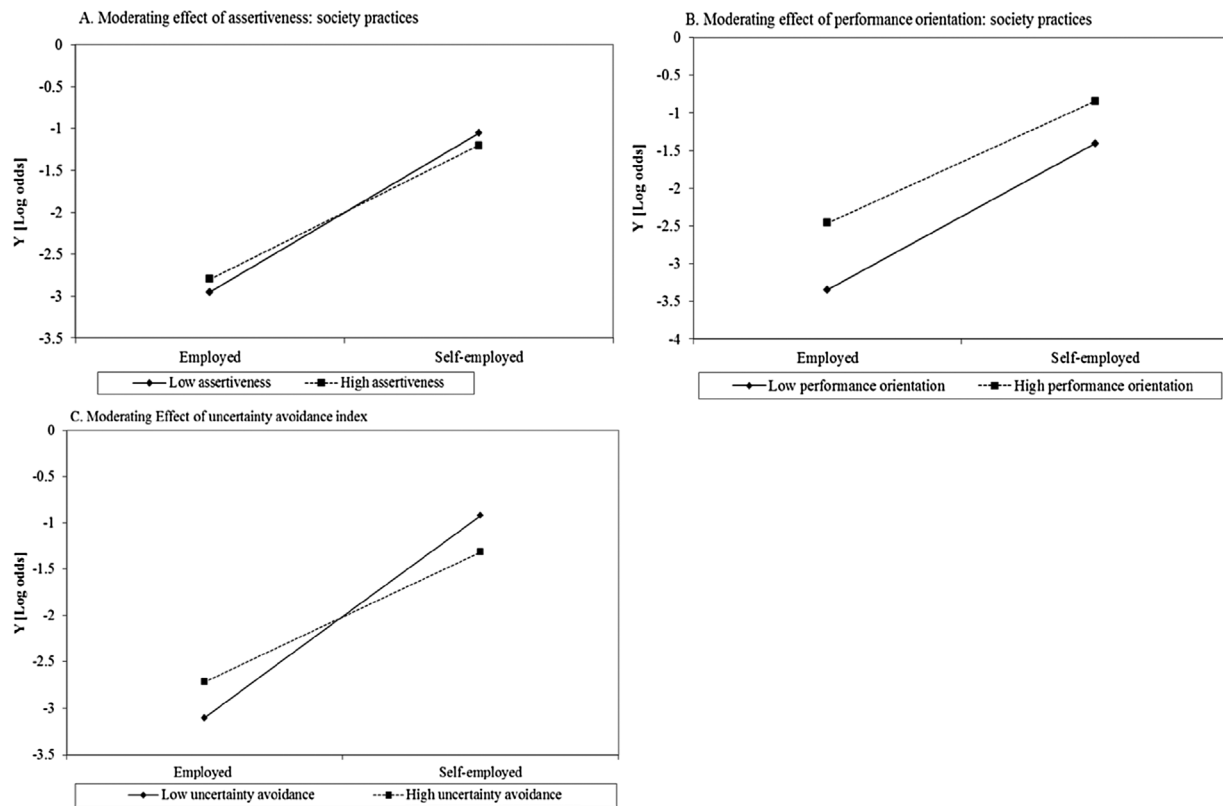 A. Moderating effect of assertiveness: society practices
0
-0.5
-1
-1.5
-2
-2.5
-3
-3.5
Y [Log odds]
Employed Self-employed
Low assertiveness High assertiveness
B. Moderating effect of performance orientation: society practices
0
-0.5
-1
-1.5
-2
-2.5
-3
-3.5
-4
Y [Log odds]
Employed Self-employed
Low performance orientation High performance orientation
C. Moderating Effect of uncertainty avoidance index
0
-0.5
-1
-1.5
-2
-2.5
-3
-3.5
Y [Log odds]
Employed Self-employed
Low uncertainty avoidance High uncertainty avoidance